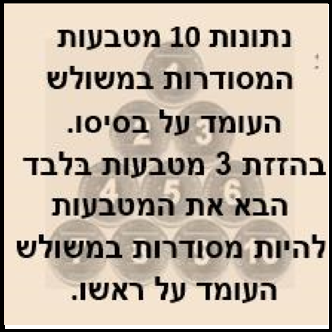 נתונות 10 מטבעות
המסודרות במשולש
העומד על בסיסו.
בהזזת 3 מטבעות בלבד
הבא את המטבעות
להיות מסודרות במשולש
העומד על ראשו.